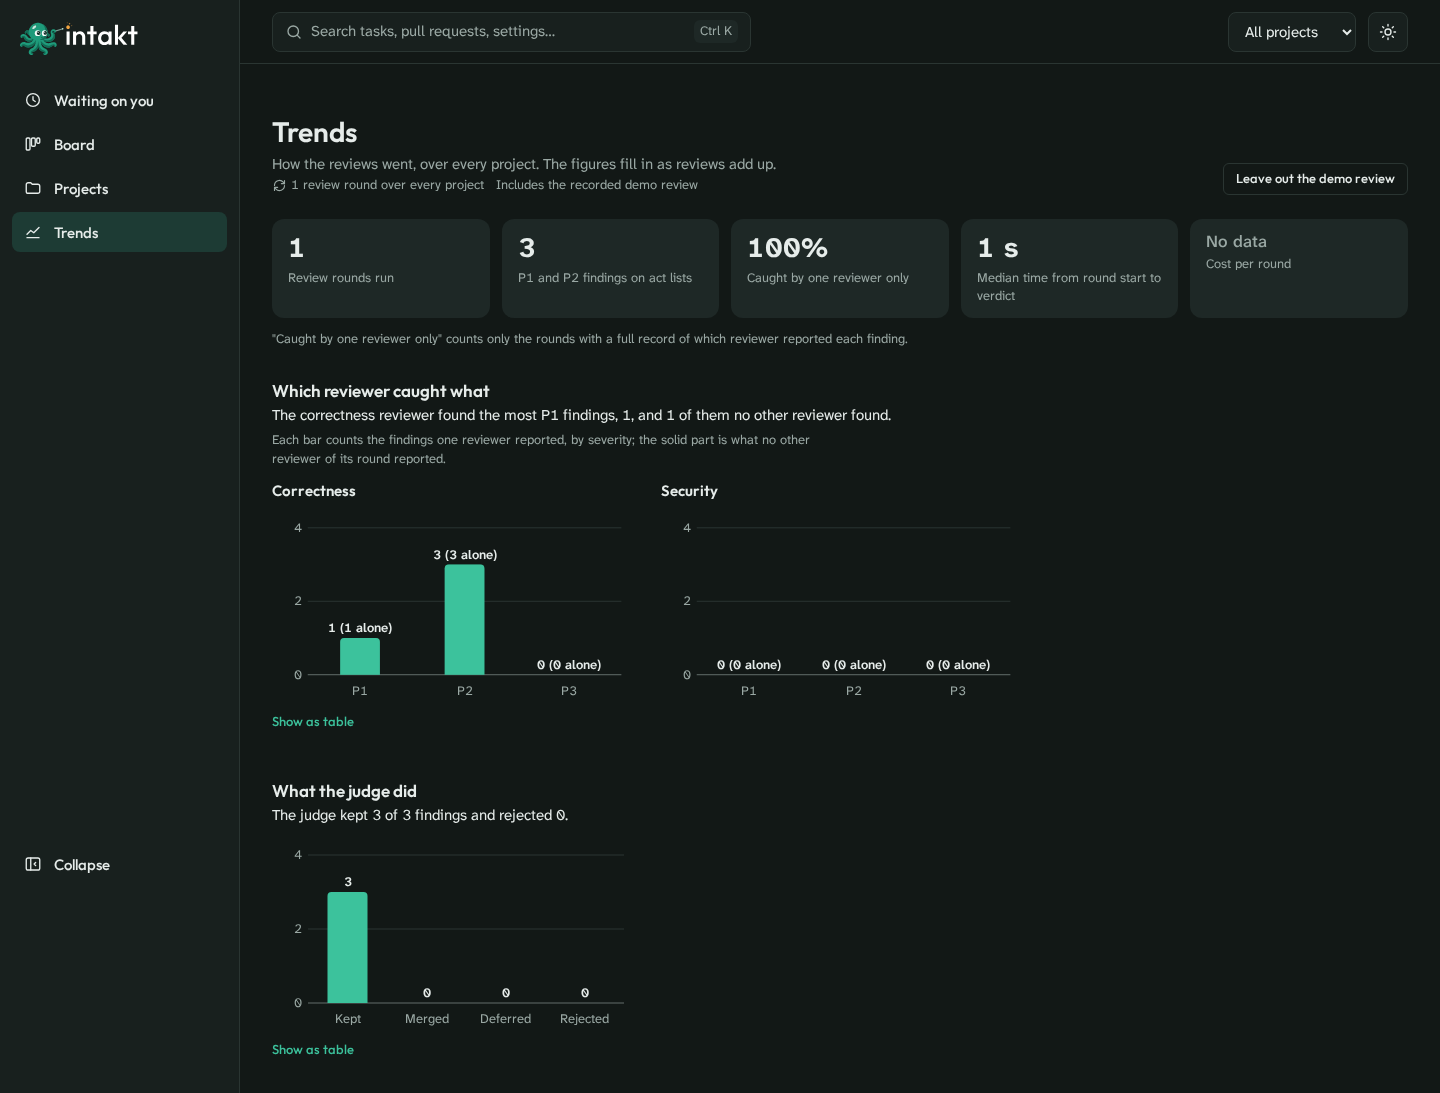 intakt
Search tasks, pull requests, settings...
Ctrl K
All projects
Waiting on you
Board
Projects
Trends
Collapse
Trends
How the reviews went, over every project. The figures fill in as reviews add up.
1 review round over every project Includes the recorded demo review
Leave out the demo review
1
Review rounds run
3
P1 and P2 findings on act lists
100%
Caught by one reviewer only
1 s
Median time from round start to
verdict
No data
Cost per round
"Caught by one reviewer only" counts only the rounds with a full record of which reviewer reported each finding.
Which reviewer caught what
The correctness reviewer found the most P1 findings, 1, and 1 of them no other reviewer found.
Each bar counts the findings one reviewer reported, by severity; the solid part is what no other
reviewer of its round reported.
Correctness
4
3 (3 alone)
2
1 (1 alone)
0 (0 alone)
0
P1 P2 P3
Security
4
2
0 (0 alone) 0 (0 alone) 0 (0 alone)
0
P1 P2 P3
Show as table
What the judge did
The judge kept 3 of 3 findings and rejected 0.
4
3
2
0 0 0
0
Kept Merged Deferred Rejected
Show as table